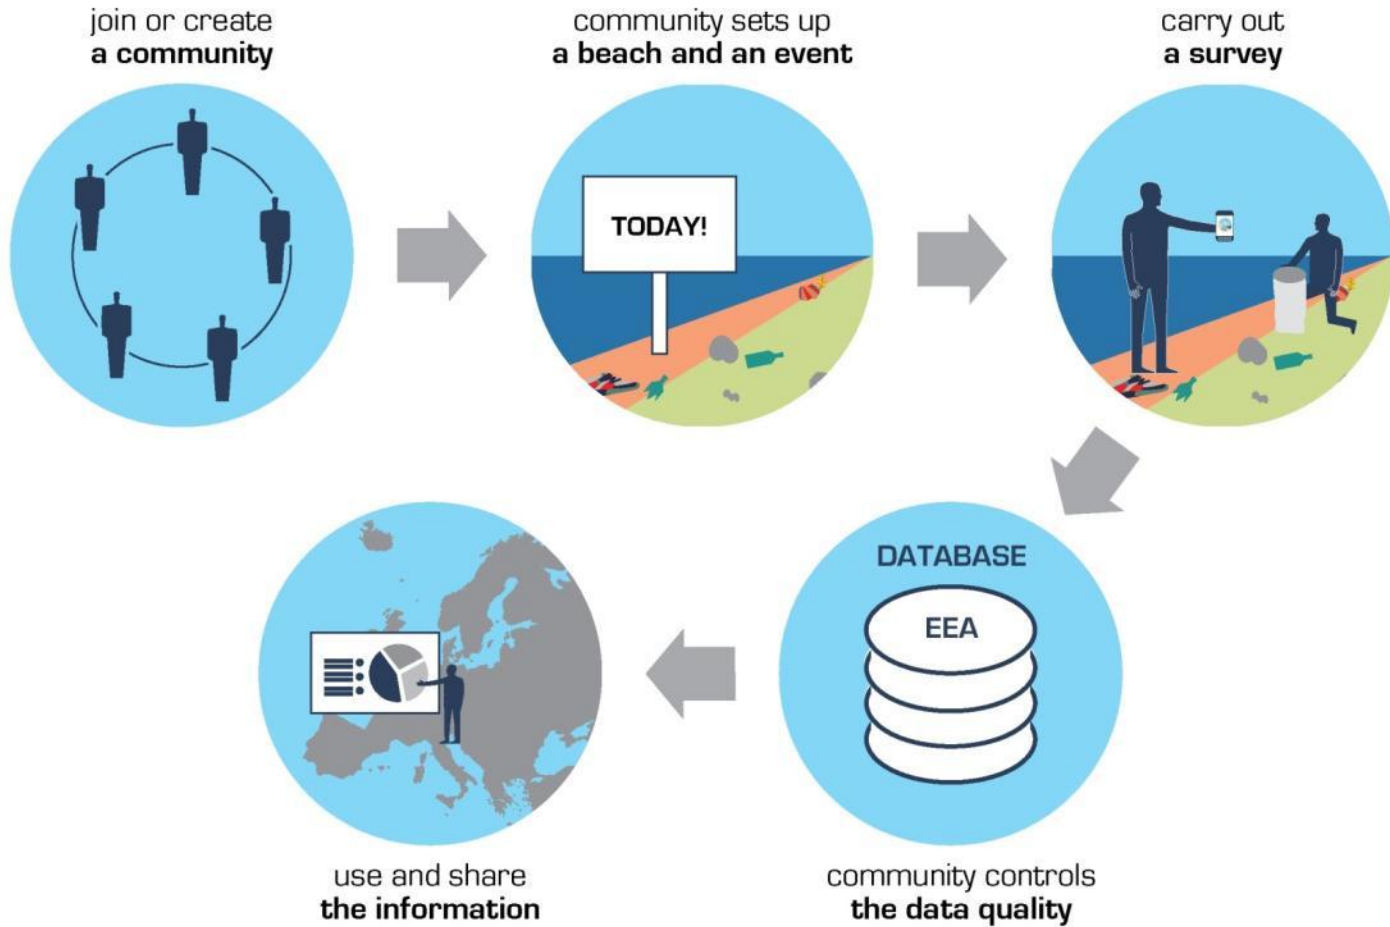 join or create
a community
community sets up
a beach and an event
carry out
a survey
TODAY!
DATABASE
EEA
use and share
the information
community controls
the data quality